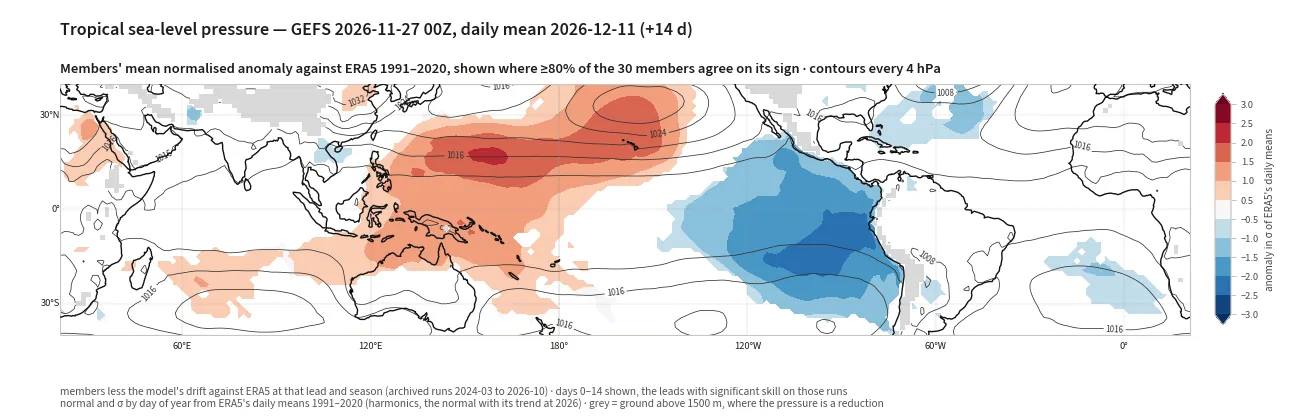 Tropical sea-level pressure — GEFS 2026-11-27 00Z, daily mean 2026-12-11 (+14 d)
Members' mean normalised anomaly against ERA5 1991–2020, shown where ≥80% of the 30 members agree on its sign · contours every 4 hPa
1032
1016
1008
1016
1024
1016
1016
1016
1016
1016
1008
1016
1016
1016
1016
30°N
0°
30°S
60°E
120°E
180°
120°W
60°W
0°
3.0
2.5
2.0
1.5
1.0
0.5
−0.5
−1.0
−1.5
−2.0
−2.5
−3.0
anomaly in σ of ERA5's daily means
members less the model's drift against ERA5 at that lead and season (archived runs 2024-03 to 2026-10) · days 0–14 shown, the leads with significant skill on those runs
normal and σ by day of year from ERA5's daily means 1991–2020 (harmonics, the normal with its trend at 2026) · grey = ground above 1500 m, where the pressure is a reduction